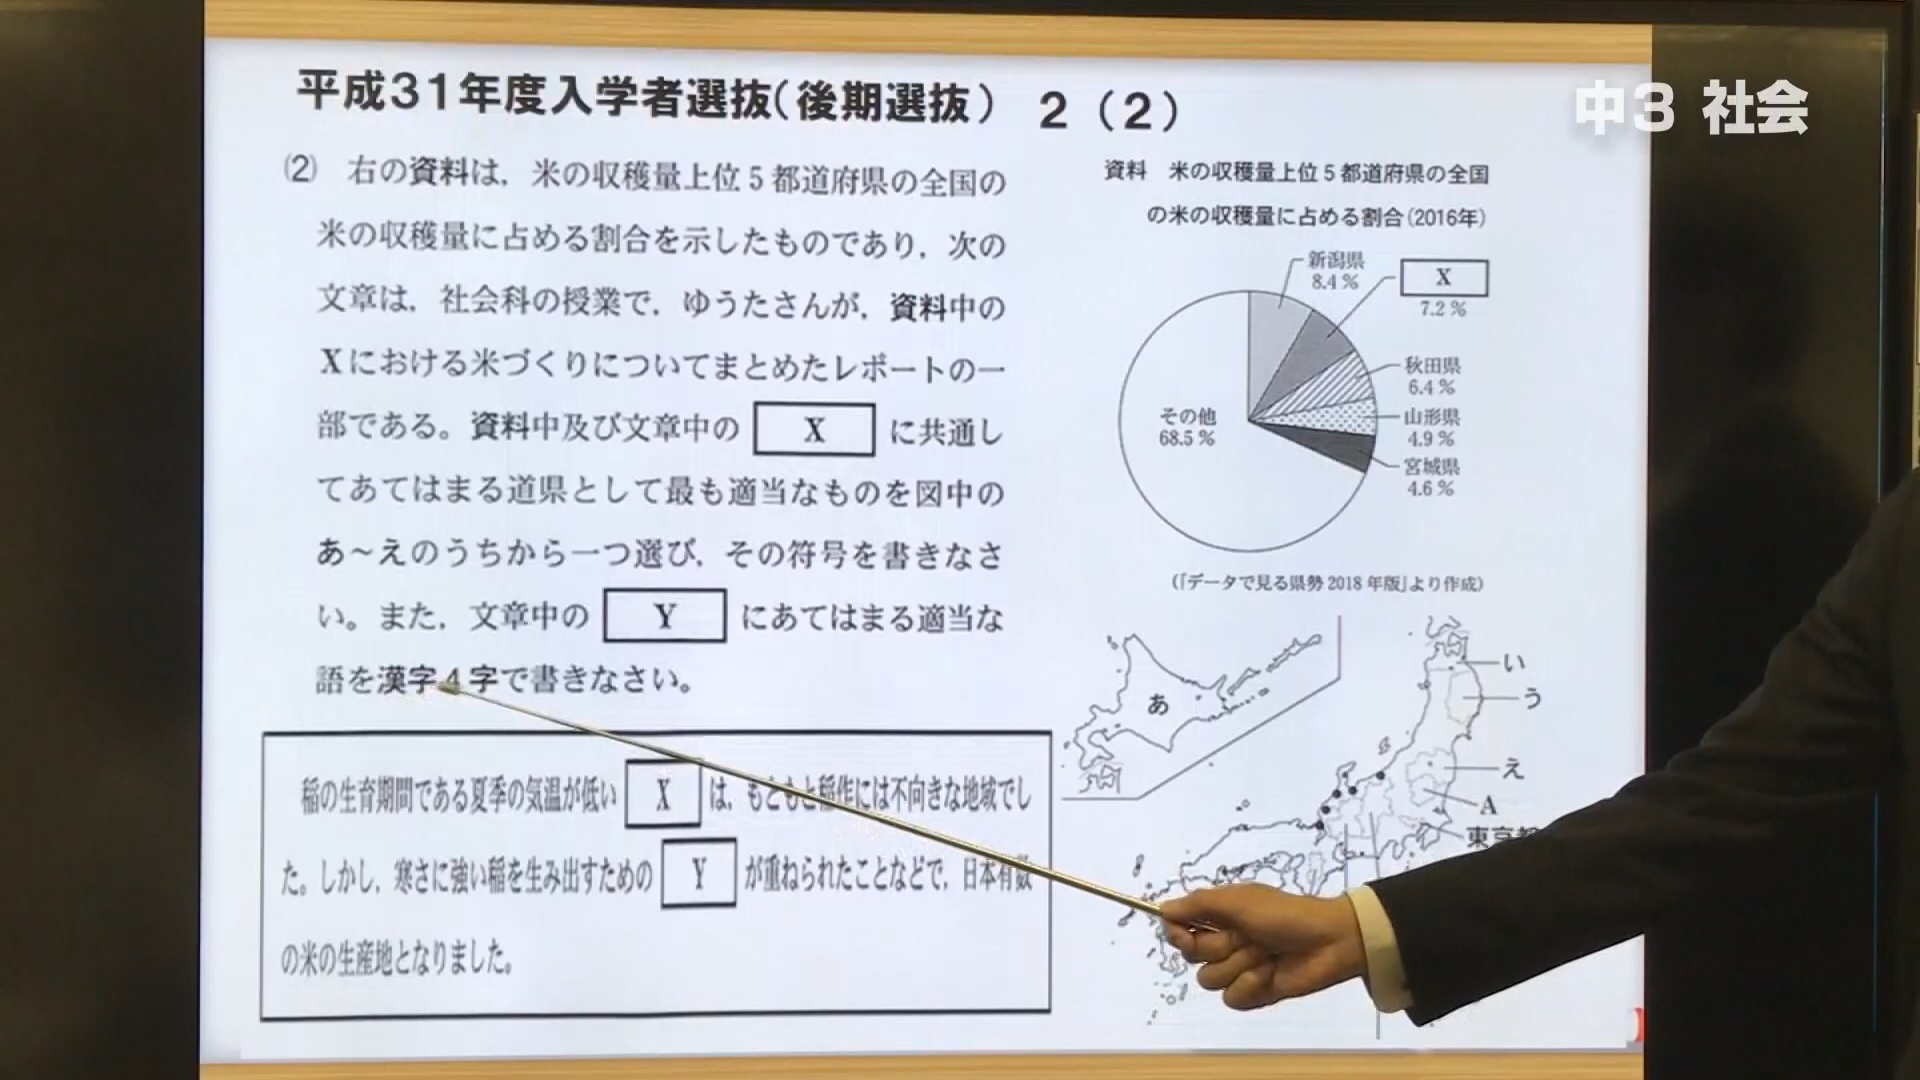 平成31年度入学者選抜(後期選抜) 2(2)
中3 社会
(2) 右の資料は,米の収穫量上位5都道府県の全国の
米の収穫量に占める割合を示したものであり,次の
文章は,社会科の授業で,ゆうたさんが,資料中の
Xにおける米づくりについてまとめたレポートの一
部である。資料中及び文章中の X に共通し
てあてはまる道県として最も適当なものを図中の
あ～えのうちから一つ選び,その符号を書きなさ
い。また,文章中の Y にあてはまる適当な
語を漢字4字で書きなさい。
稲の生育期間である夏季の気温が低い X は,もともと稲作には不向きな地域でし
た。しかし,寒さに強い稲を生み出すための Y が重ねられたことなどで,日本有数
の米の生産地となりました。
資料 米の収穫量上位5都道府県の全国
の米の収穫量に占める割合(2016年)
新潟県
8.4%
X
7.2%
秋田県
6.4%
山形県
4.9%
宮城県
4.6%
その他
68.5%
(「データで見る県勢2018年版」より作成)
あ
い
う
え
A
東京都